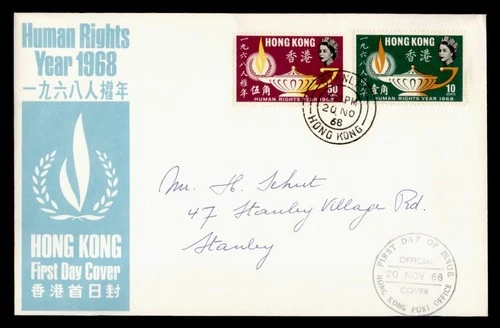 Human Rights
Year 1968
一九六八人權年
HONG KONG
First Day Cover
香港首日封
一九六八人權年
HONG KONG
香港
伍角
50
HUMAN RIGHTS YEAR 1968
一九六八人權年
HONG KONG
香港
壹角
10
CENTS
HUMAN RIGHTS YEAR 1968
PM
20 NO
68
HONG KONG
Mr. H. Schut
47 Stanley Village Rd.
Stanley
FIRST DAY OF ISSUE
OFFICIAL
20 NOV 68
COVER
HONG KONG POST OFFICE